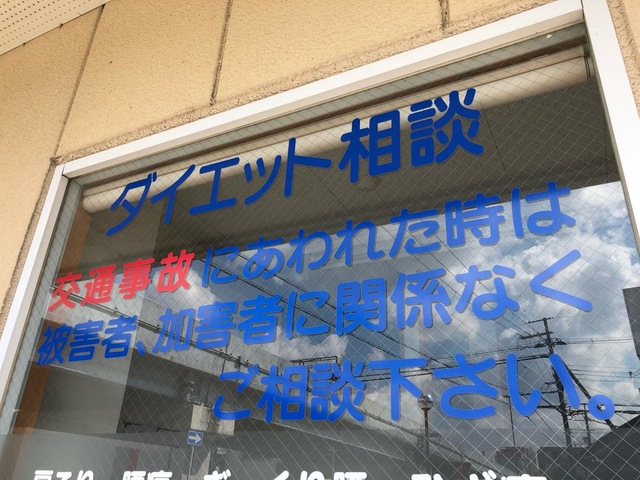 ダイエット相談
交通事故にあわれた時は
被害者、加害者に関係なく
ご相談下さい。